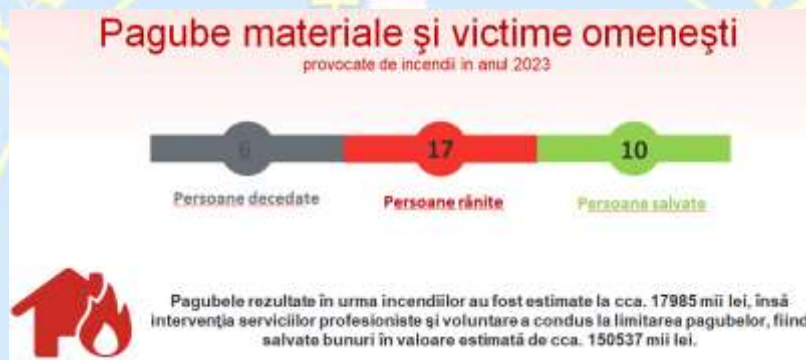 Pagube materiale şi victime omeneşti
provocate de incendii in anul 2023
6 17 10
Persoane decedate Persoane rănite Persoane salvate
Pagubele rezultate în urma incendiilor au fost estimate la cca. 17985 mii lei, însă
intervenţia serviciilor profesioniste şi voluntare a condus la limitarea pagubelor, fiind
salvate bunuri în valoare estimată de cca. 150537 mii lei.